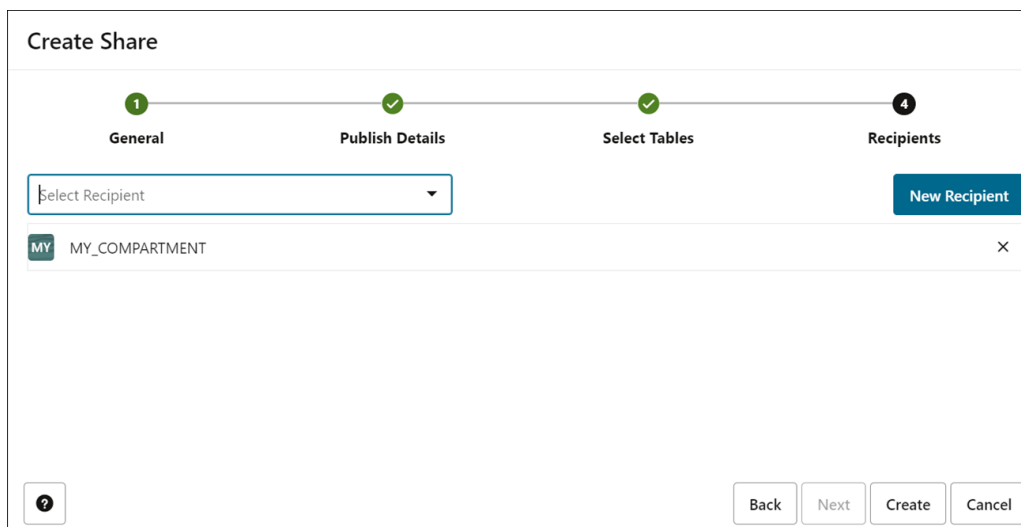 Create Share
1 4
General Publish Details Select Tables Recipients
Select Recipient New Recipient
MY MY_COMPARTMENT
? Back Next Create Cancel